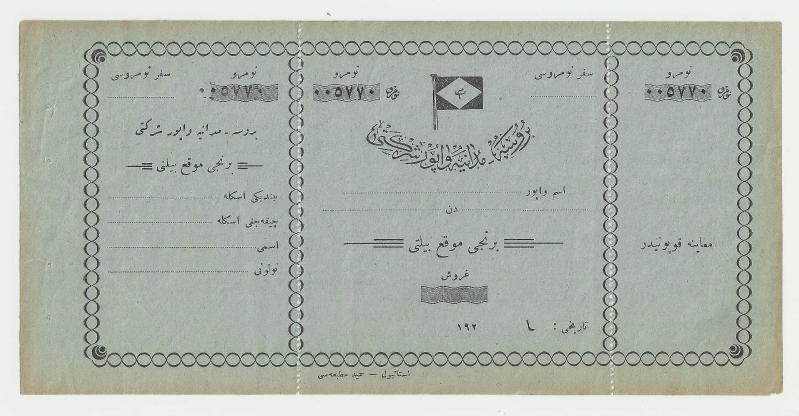 نومرو
٠٠٥٧٧٠
معاینه قوپونیدر
نومرو
سفر نومروسی
٠٠٥٧٧٠
بروسه - مدانیه واپور شرکتی
اسم واپور
دن
برنجی موقع بیلتی
غروش
تاریخی :
١٩٢
نومرو
سفر نومروسی
٠٠٥٧٧٠
بروسه - مدانیه واپور شرکتی
برنجی موقع بیلتی
بیندیکی اسکله
چیقه‌جغی اسکله
اسمی
نولونی
استانبول — حمید مطبعه‌سی